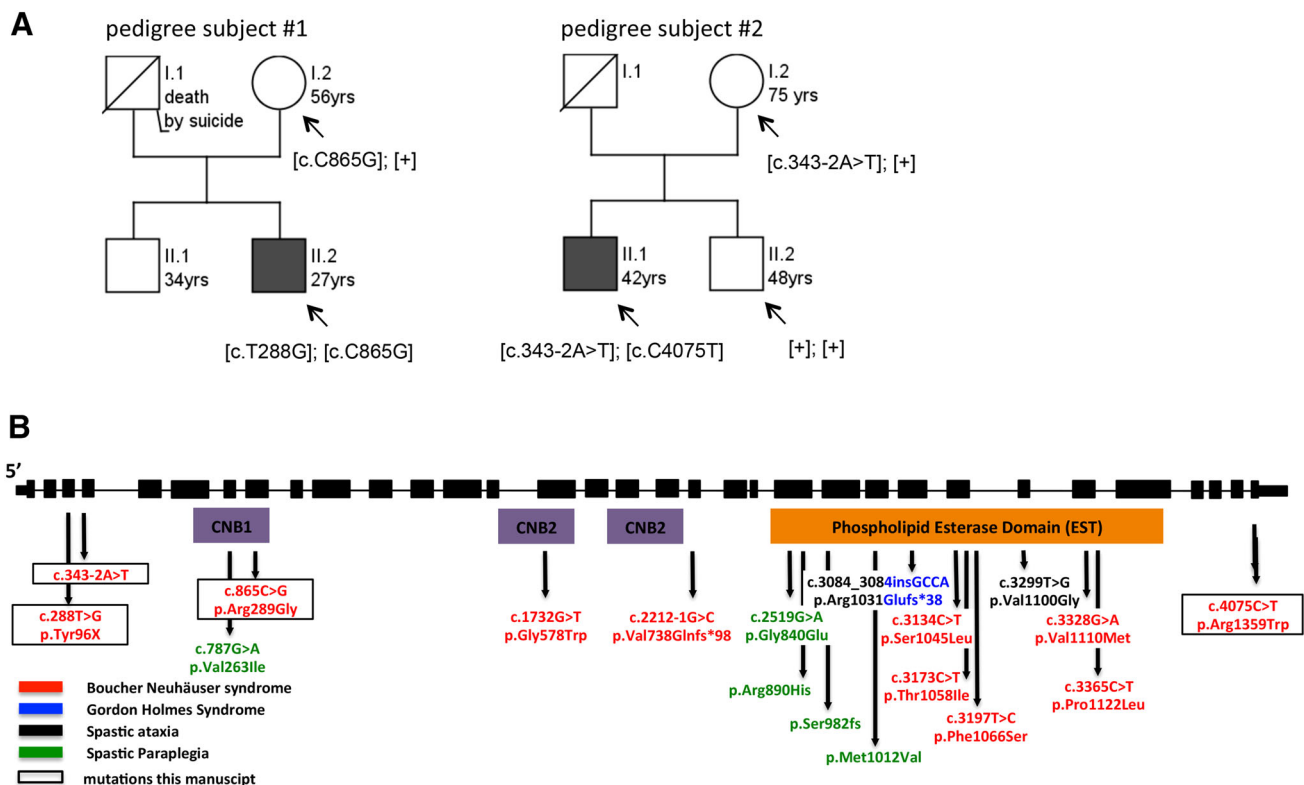 A
pedigree subject #1
I.1
death
by suicide
I.2
56yrs
[c.C865G]; [+]
II.1
34yrs
II.2
27yrs
[c.T288G]; [c.C865G]
pedigree subject #2
I.1
I.2
75 yrs
[c.343-2A>T]; [+]
II.1
42yrs
II.2
48yrs
[c.343-2A>T]; [c.C4075T]
[+]; [+]
B
5’
CNB1
CNB2
CNB2
Phospholipid Esterase Domain (EST)
c.343-2A>T
c.288T>G
p.Tyr96X
c.865C>G
p.Arg289Gly
c.787G>A
p.Val263Ile
c.1732G>T
p.Gly578Trp
c.2212-1G>C
p.Val738Glnfs*98
c.2519G>A
p.Gly840Glu
p.Arg890His
p.Ser982fs
p.Met1012Val
c.3084_3084insGCCA
p.Arg1031Glufs*38
c.3134C>T
p.Ser1045Leu
c.3173C>T
p.Thr1058Ile
c.3197T>C
p.Phe1066Ser
c.3299T>G
p.Val1100Gly
c.3328G>A
p.Val1110Met
c.3365C>T
p.Pro1122Leu
c.4075C>T
p.Arg1359Trp
Boucher Neuhäuser syndrome
Gordon Holmes Syndrome
Spastic ataxia
Spastic Paraplegia
mutations this manuscipt